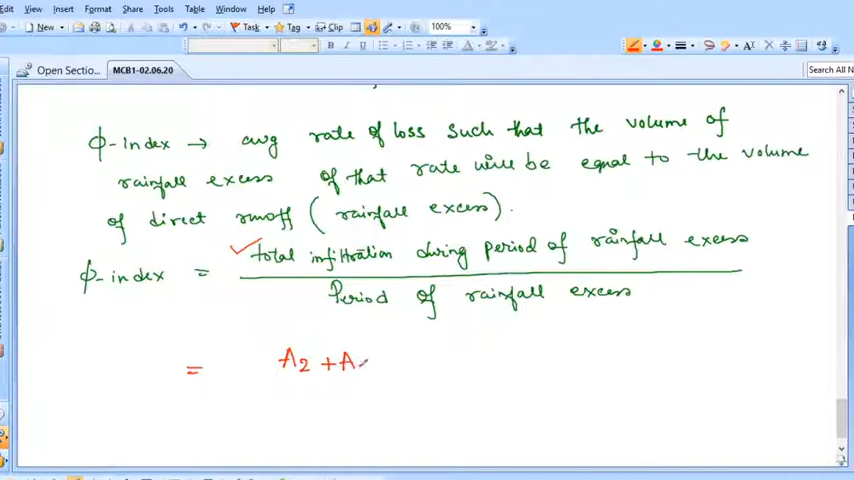 View Insert Format Share Tools Table Window Help
New Task Tag Clip 100%
Open Section... MCB1-02.06.20 Search All N
ϕ-Index → avg rate of loss such that the volume of
rainfall excess of that rate will be equal to the volume
of direct runoff (rainfall excess).
ϕ-index = total infiltration during period of rainfall excess
Period of rainfall excess
= A2 + A